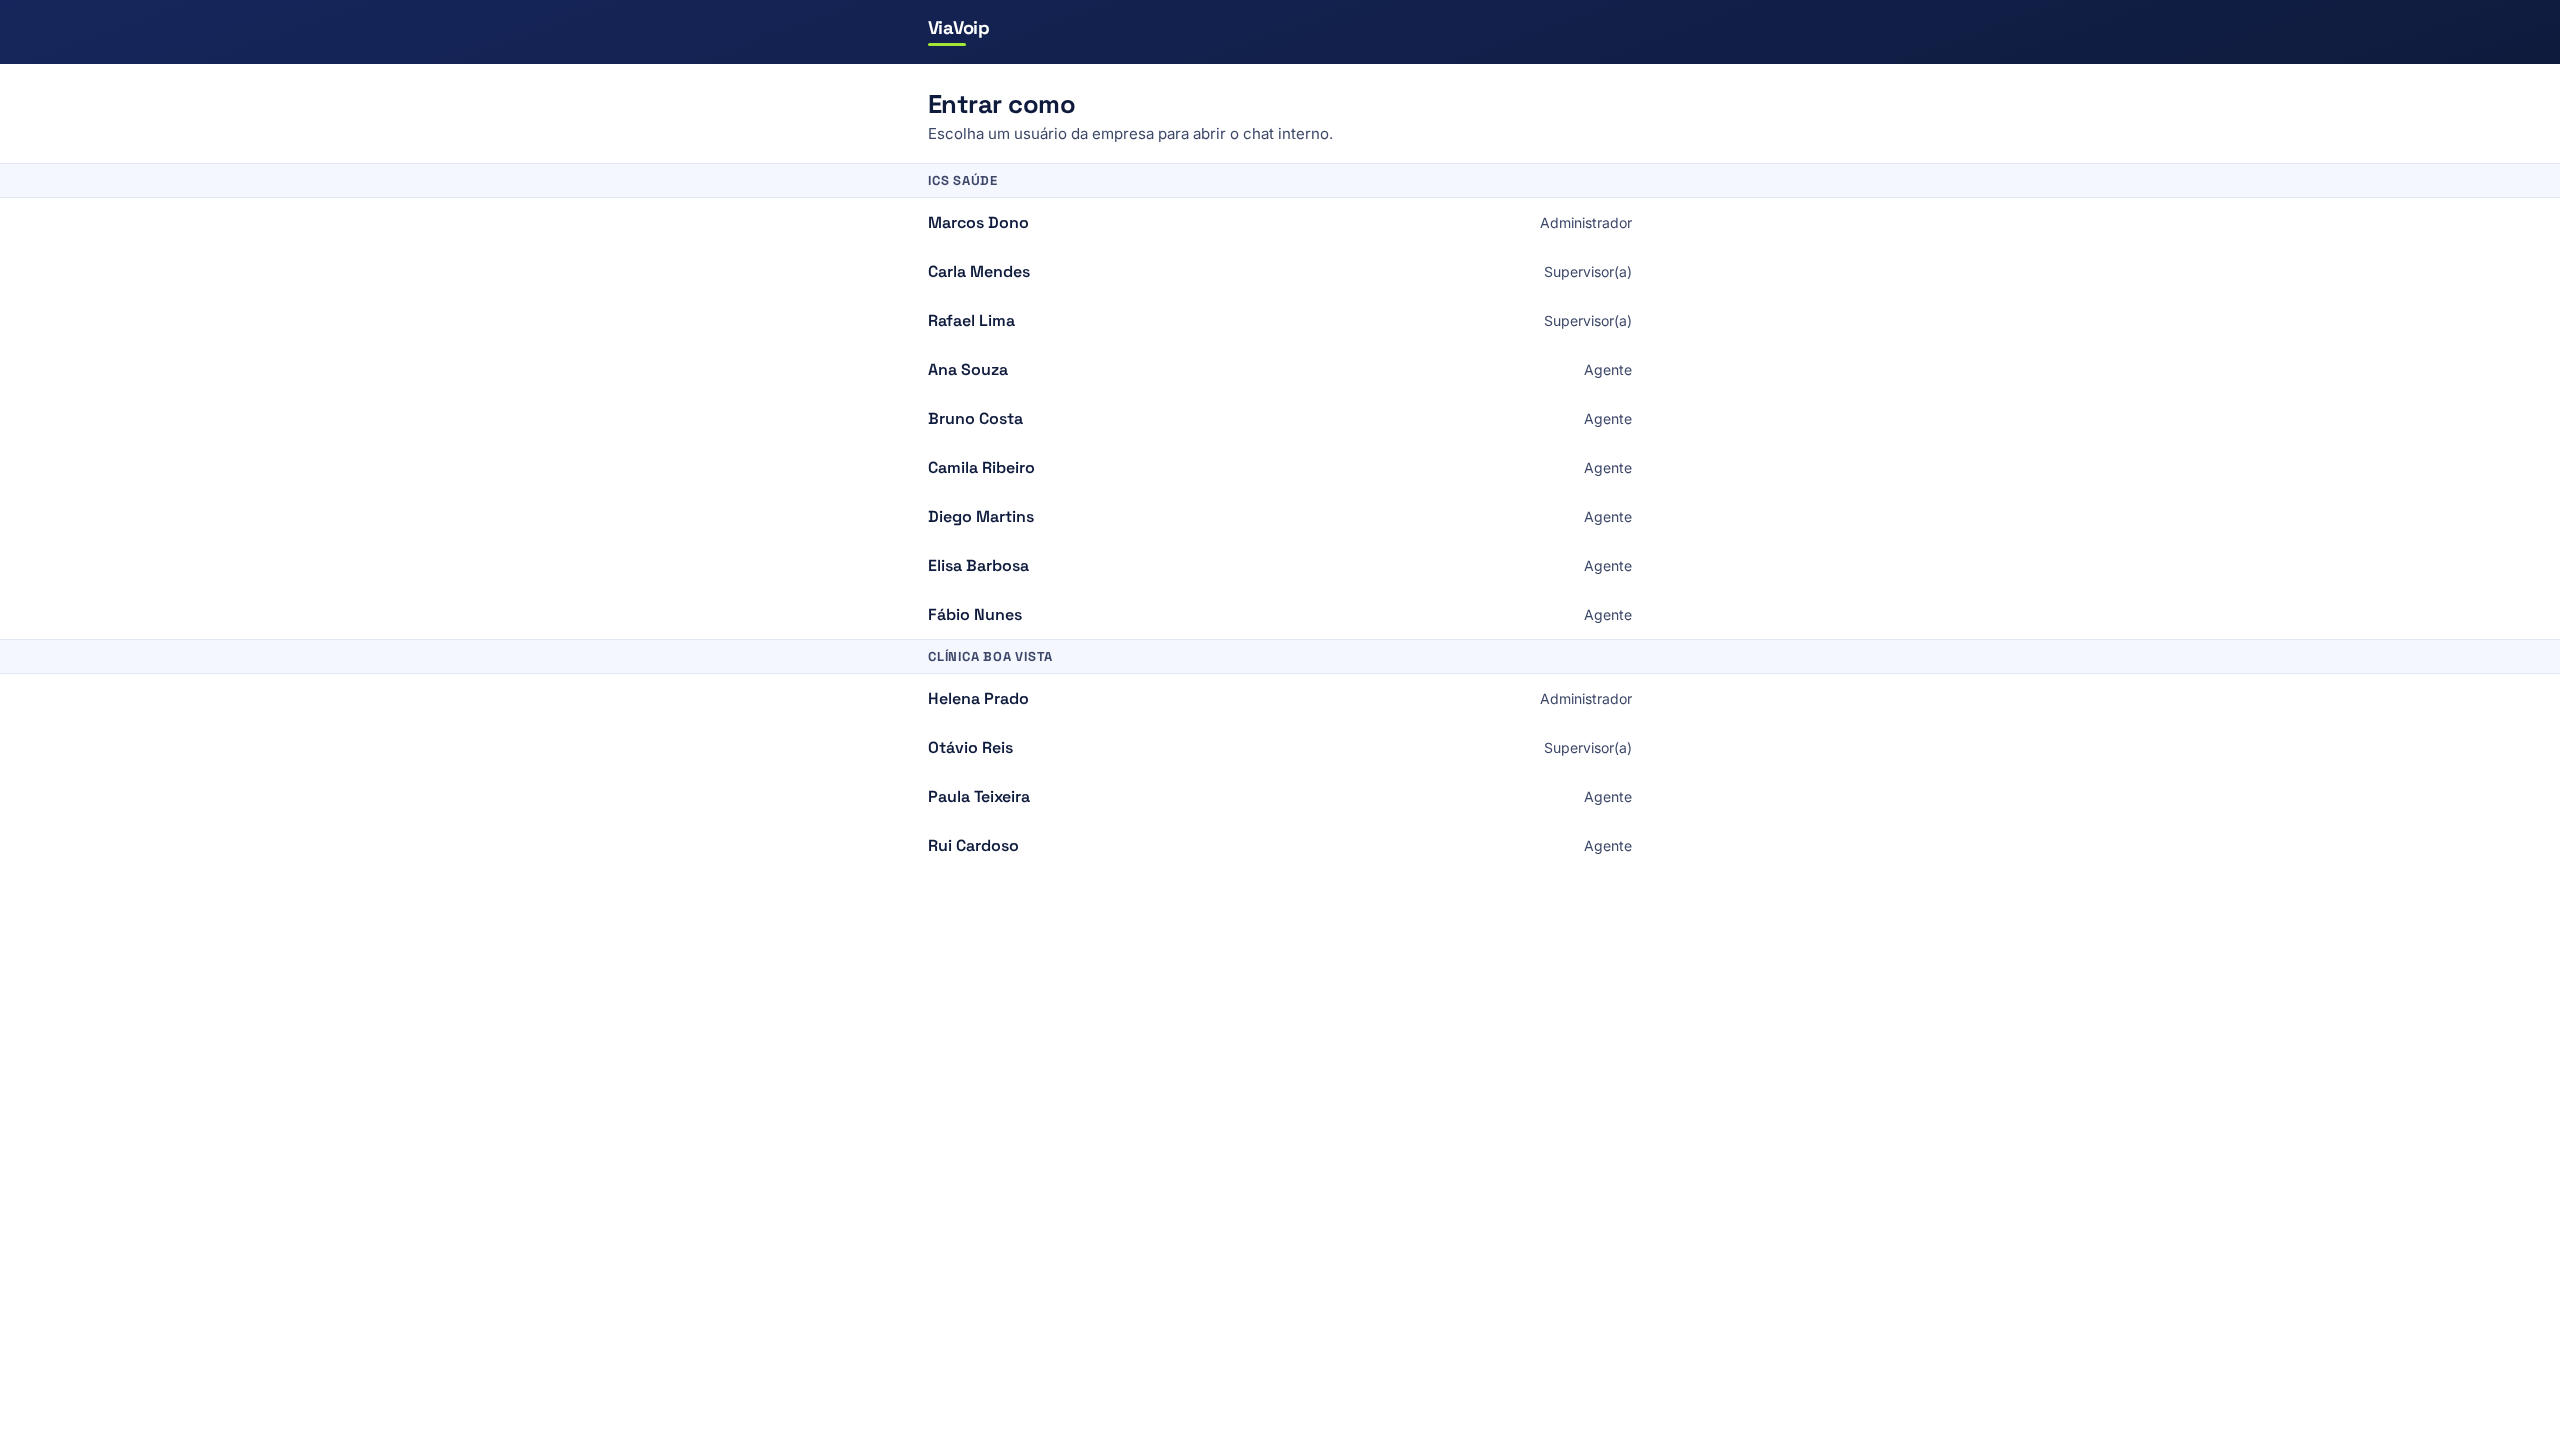 ViaVoip
Entrar como
Escolha um usuário da empresa para abrir o chat interno.
ICS SAÚDE
Marcos Dono Administrador
Carla Mendes Supervisor(a)
Rafael Lima Supervisor(a)
Ana Souza Agente
Bruno Costa Agente
Camila Ribeiro Agente
Diego Martins Agente
Elisa Barbosa Agente
Fábio Nunes Agente
CLÍNICA BOA VISTA
Helena Prado Administrador
Otávio Reis Supervisor(a)
Paula Teixeira Agente
Rui Cardoso Agente